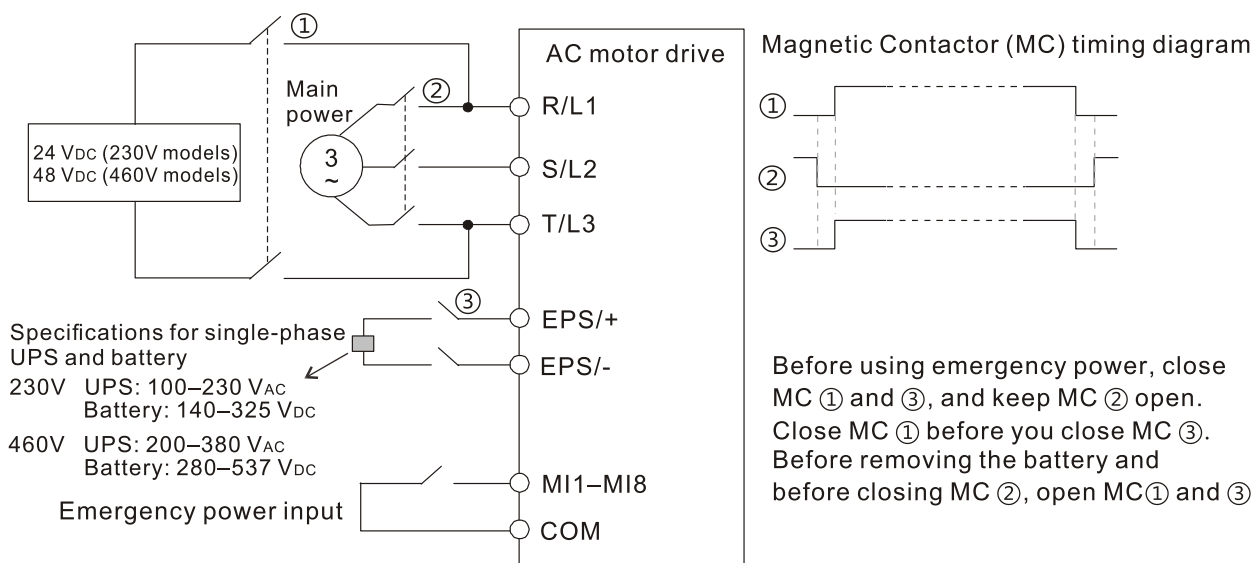 ①
AC motor drive
Main
power
②
R/L1
24 VDC (230V models)
48 VDC (460V models)
3
~
S/L2
T/L3
③
EPS/+
EPS/-
Specifications for single-phase
UPS and battery
230V UPS: 100–230 VAC
Battery: 140–325 VDC
460V UPS: 200–380 VAC
Battery: 280–537 VDC
MI1–MI8
Emergency power input
COM
Magnetic Contactor (MC) timing diagram
①
②
③
Before using emergency power, close
MC ① and ③, and keep MC ② open.
Close MC ① before you close MC ③.
Before removing the battery and
before closing MC ②, open MC① and ③